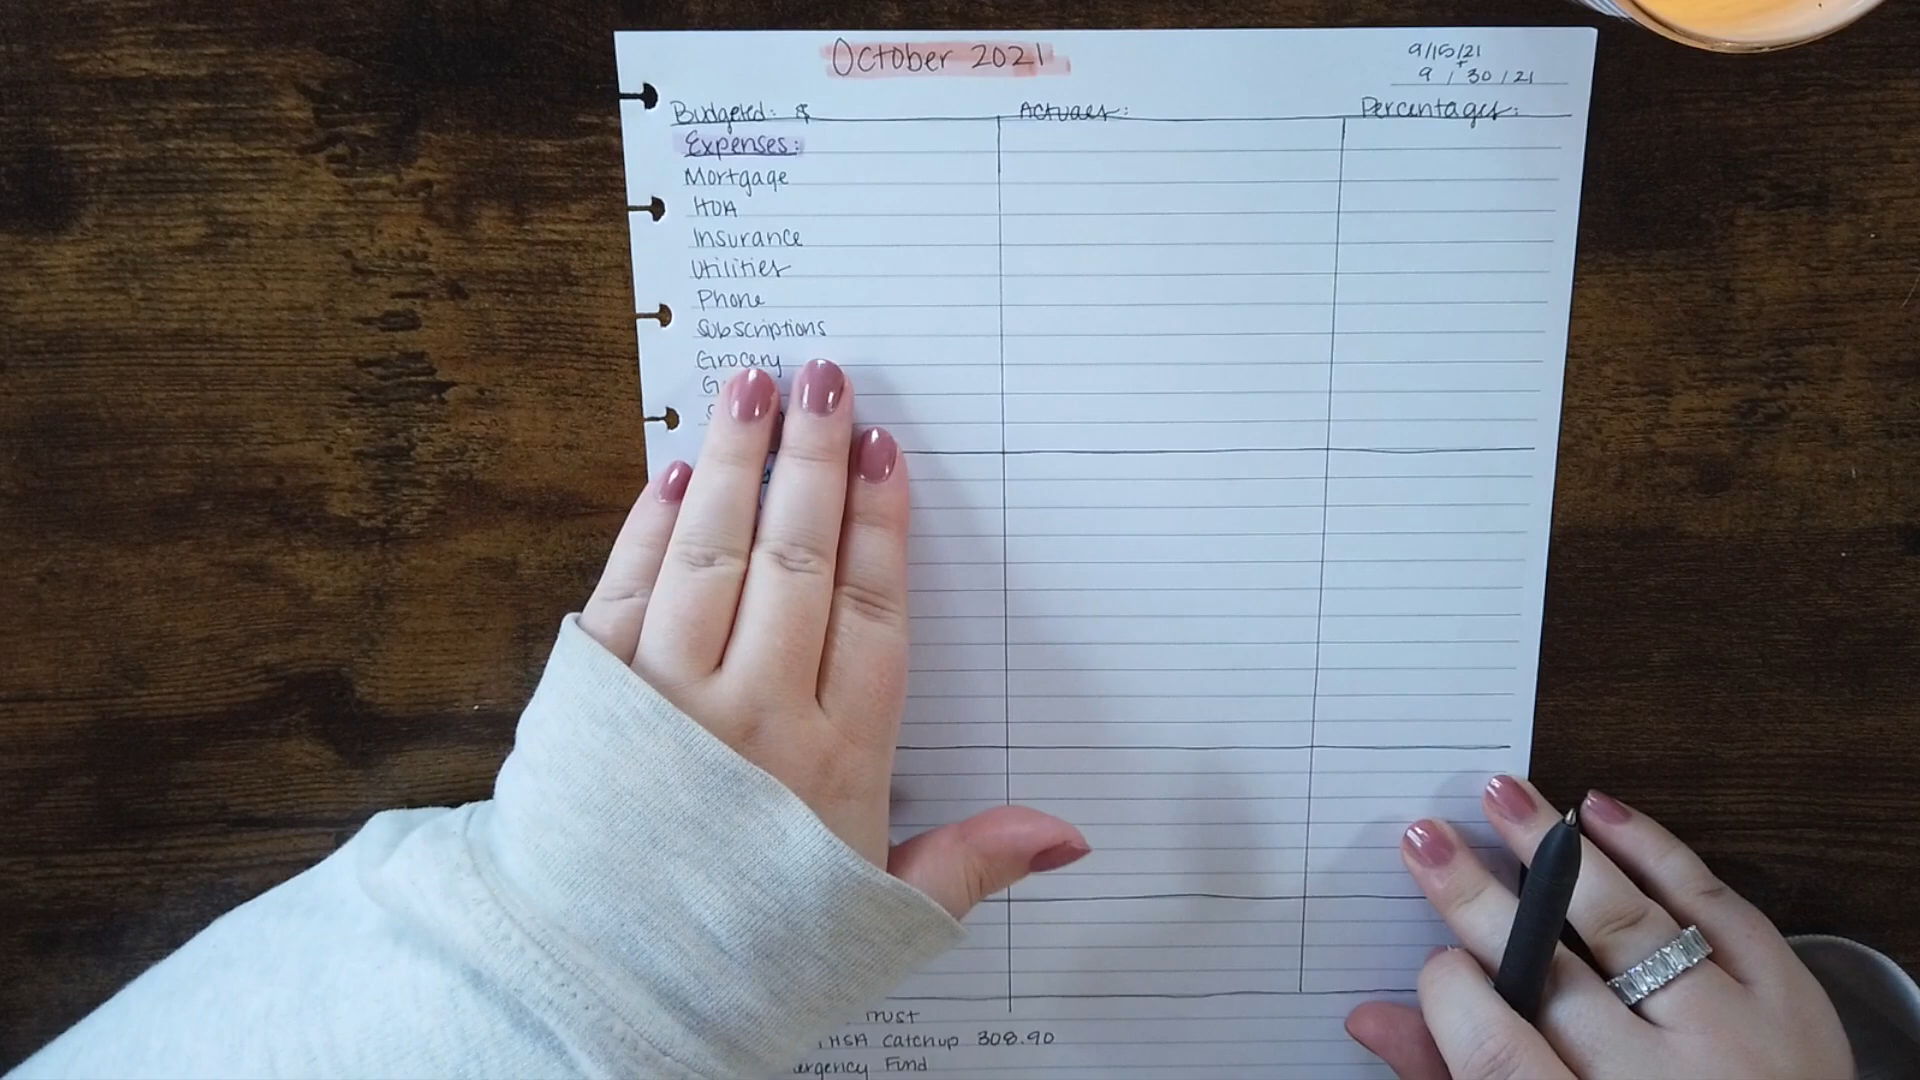 October 2021
9/15/21
+
9/30/21
Budgeted: $ Actuals: Percentages:
Expenses:
Mortgage
HOA
Insurance
Utilities
Phone
Subscriptions
Grocery
Trust
HSA catchup 308.90
Fund